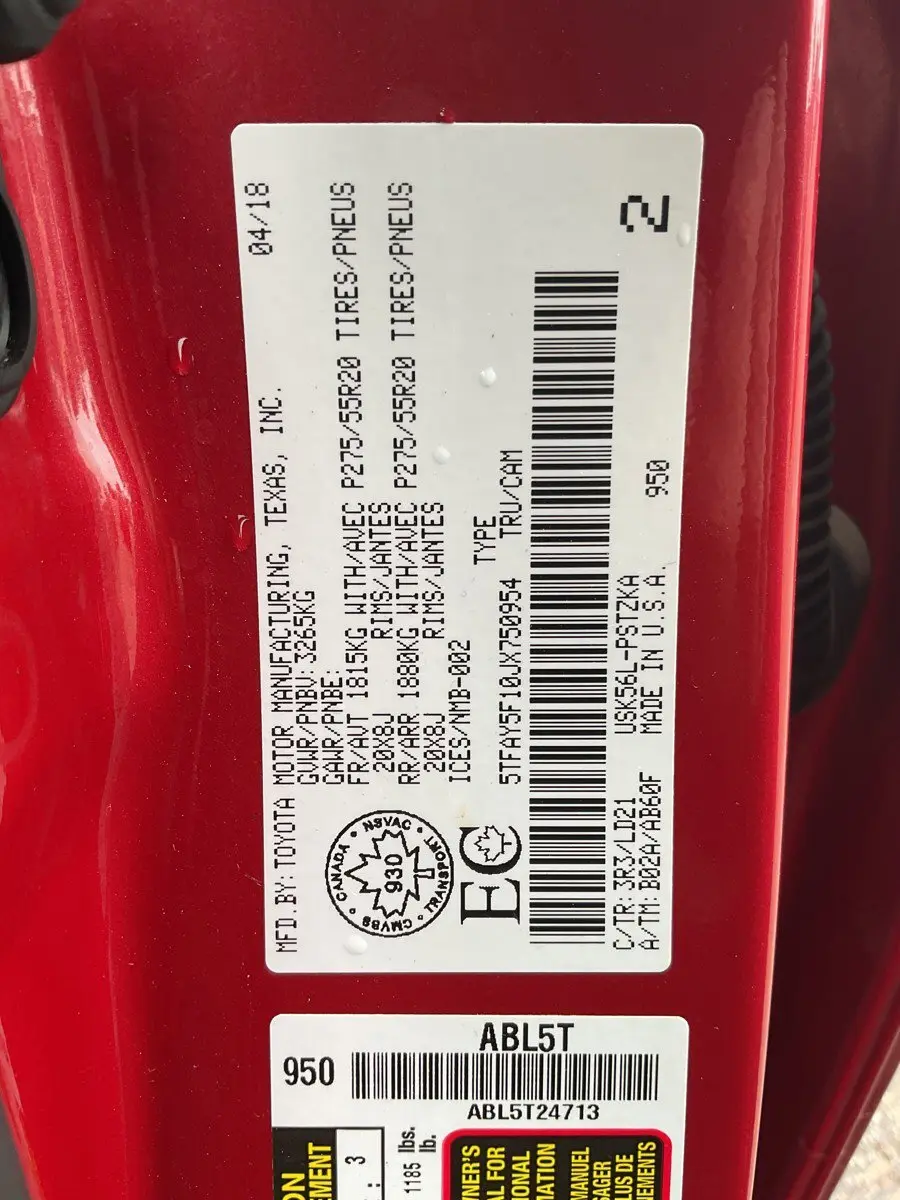 MFD.BY:TOYOTA MOTOR MANUFACTURING, TEXAS, INC. 04/18
GVWR/PNBV:3265KG
GAWR/PNBE:
FR/AVT 1815KG WITH/AVEC P275/55R20 TIRES/PNEUS
20X8J RIMS/JANTES
RR/ARR 1880KG WITH/AVEC P275/55R20 TIRES/PNEUS
20X8J RIMS/JANTES
ICES/NMB-002
CANADA • NSVAC • TRANSPORT • CMVSS
930
EC
TYPE
5TFAY5F10JX750954 TRU/CAM
C/TR:3R3/LD21 USK56L-PSTZKA 950
A/TM:B02A/AB60F MADE IN U.S.A.
2
ABL5T
950
ABL5T24713
3
1185 lbs.
lb.
MANUEL